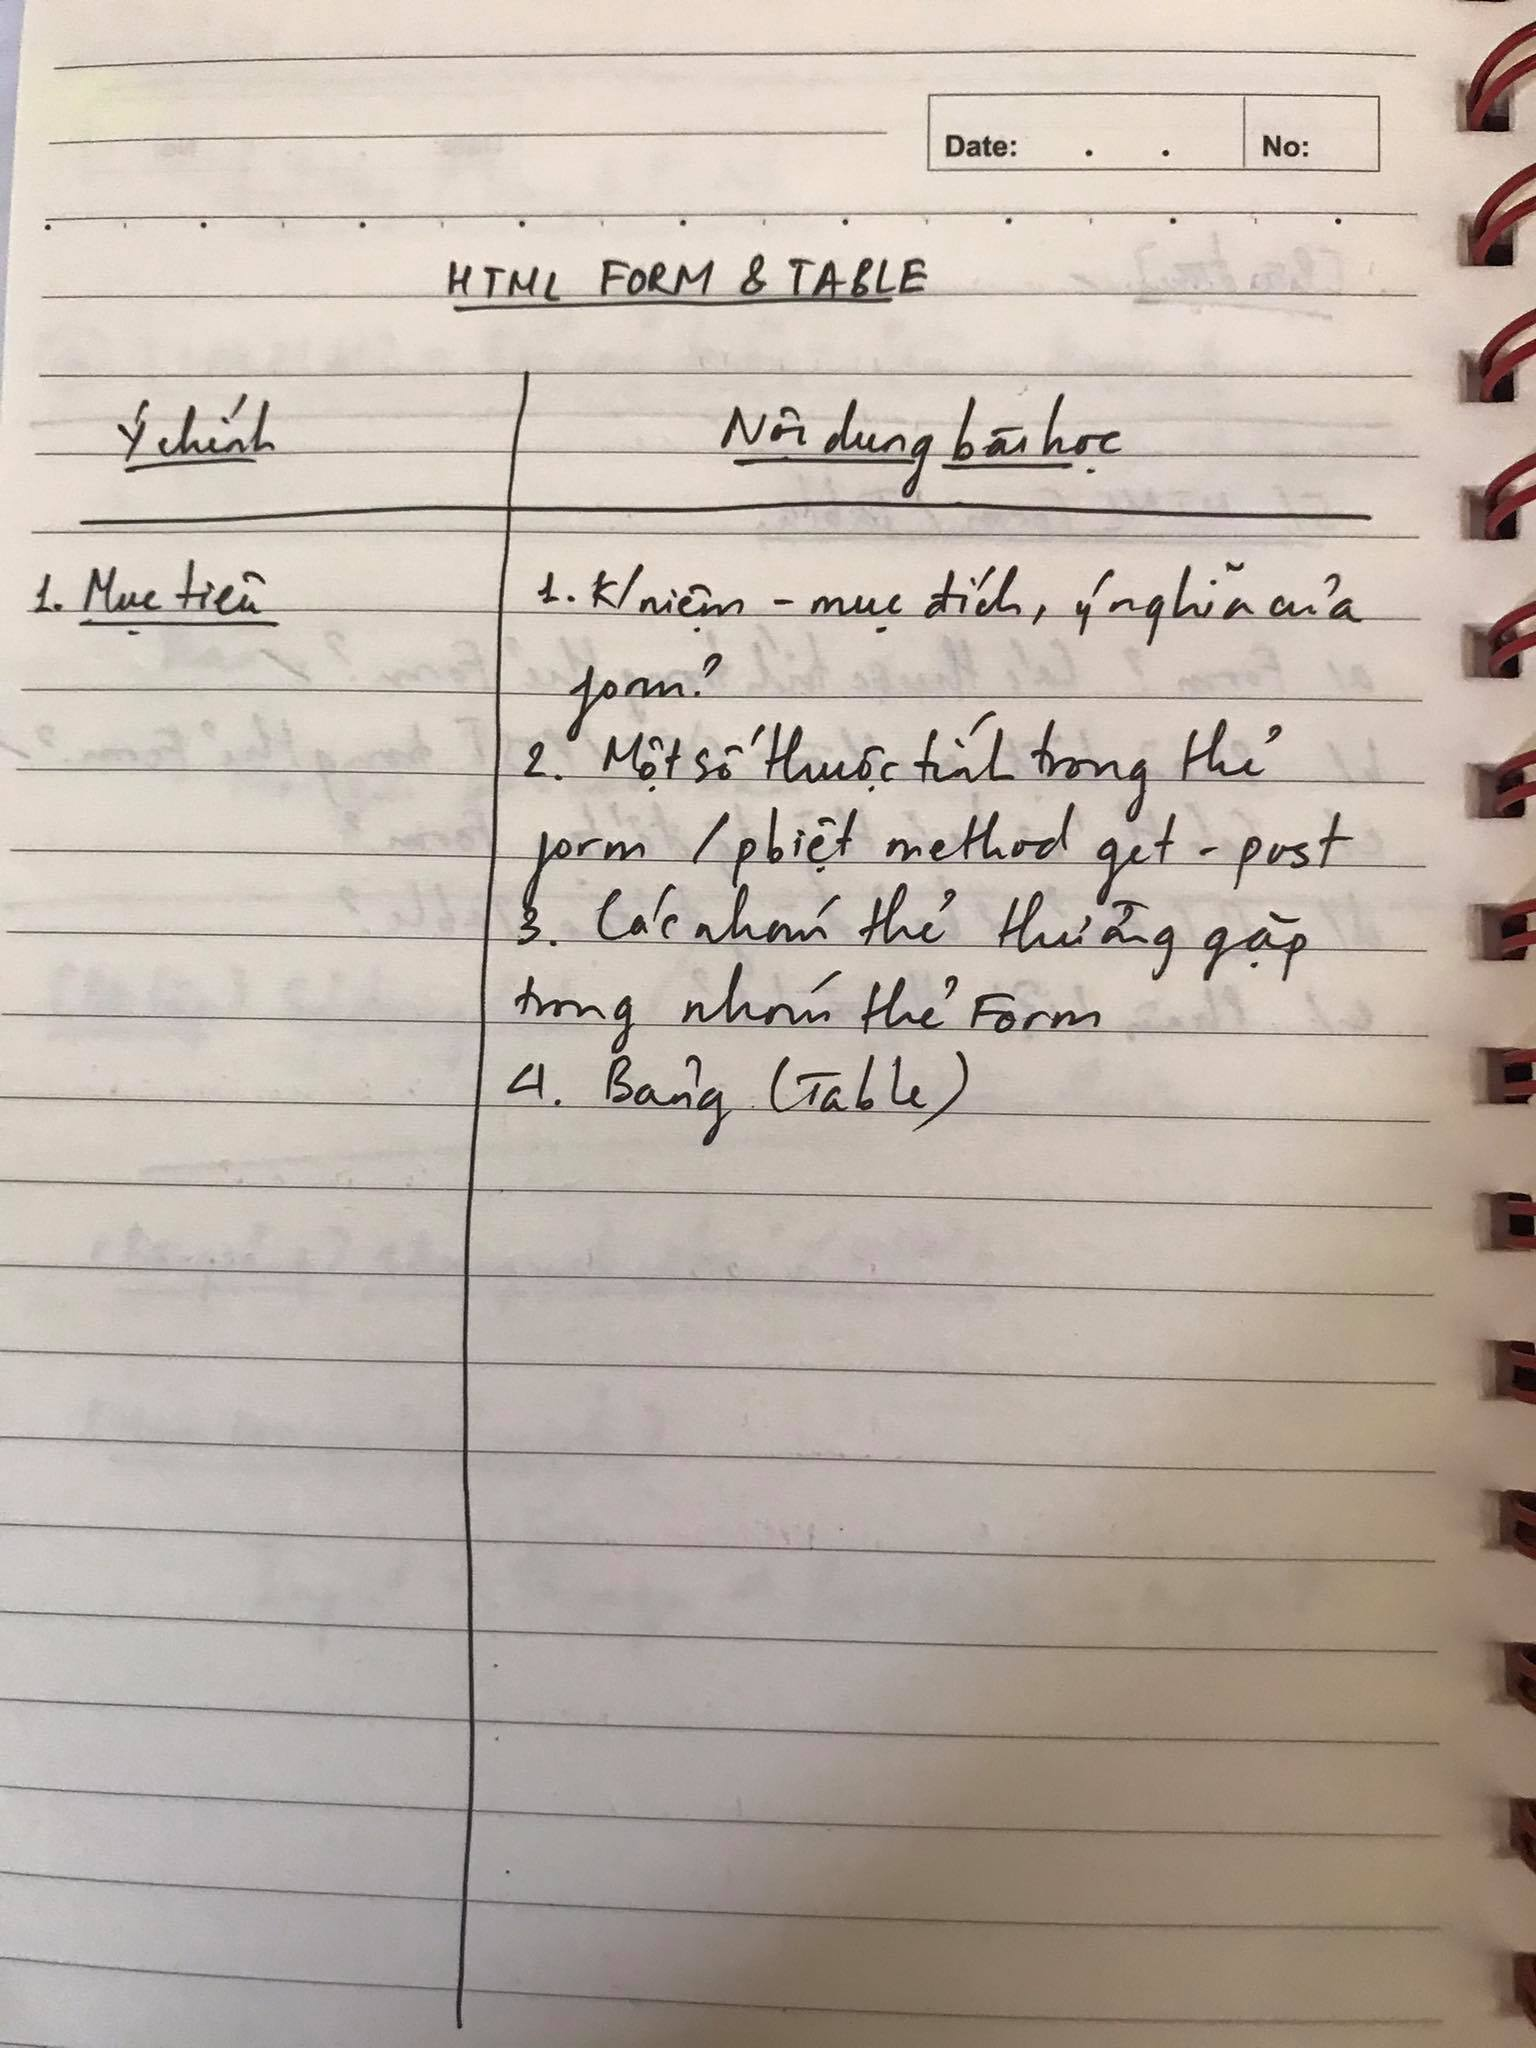 Date: . . No:
HTML FORM & TABLE
Ý chính Nội dung bài học
1. Mục tiêu 1. K/niệm - mục đích, ý nghĩa của
form?
2. Một số thuộc tính trong thẻ
form / pbiệt method get - post
3. Các nhóm thẻ thường gặp
trong nhóm thẻ Form
4. Bảng (Table)